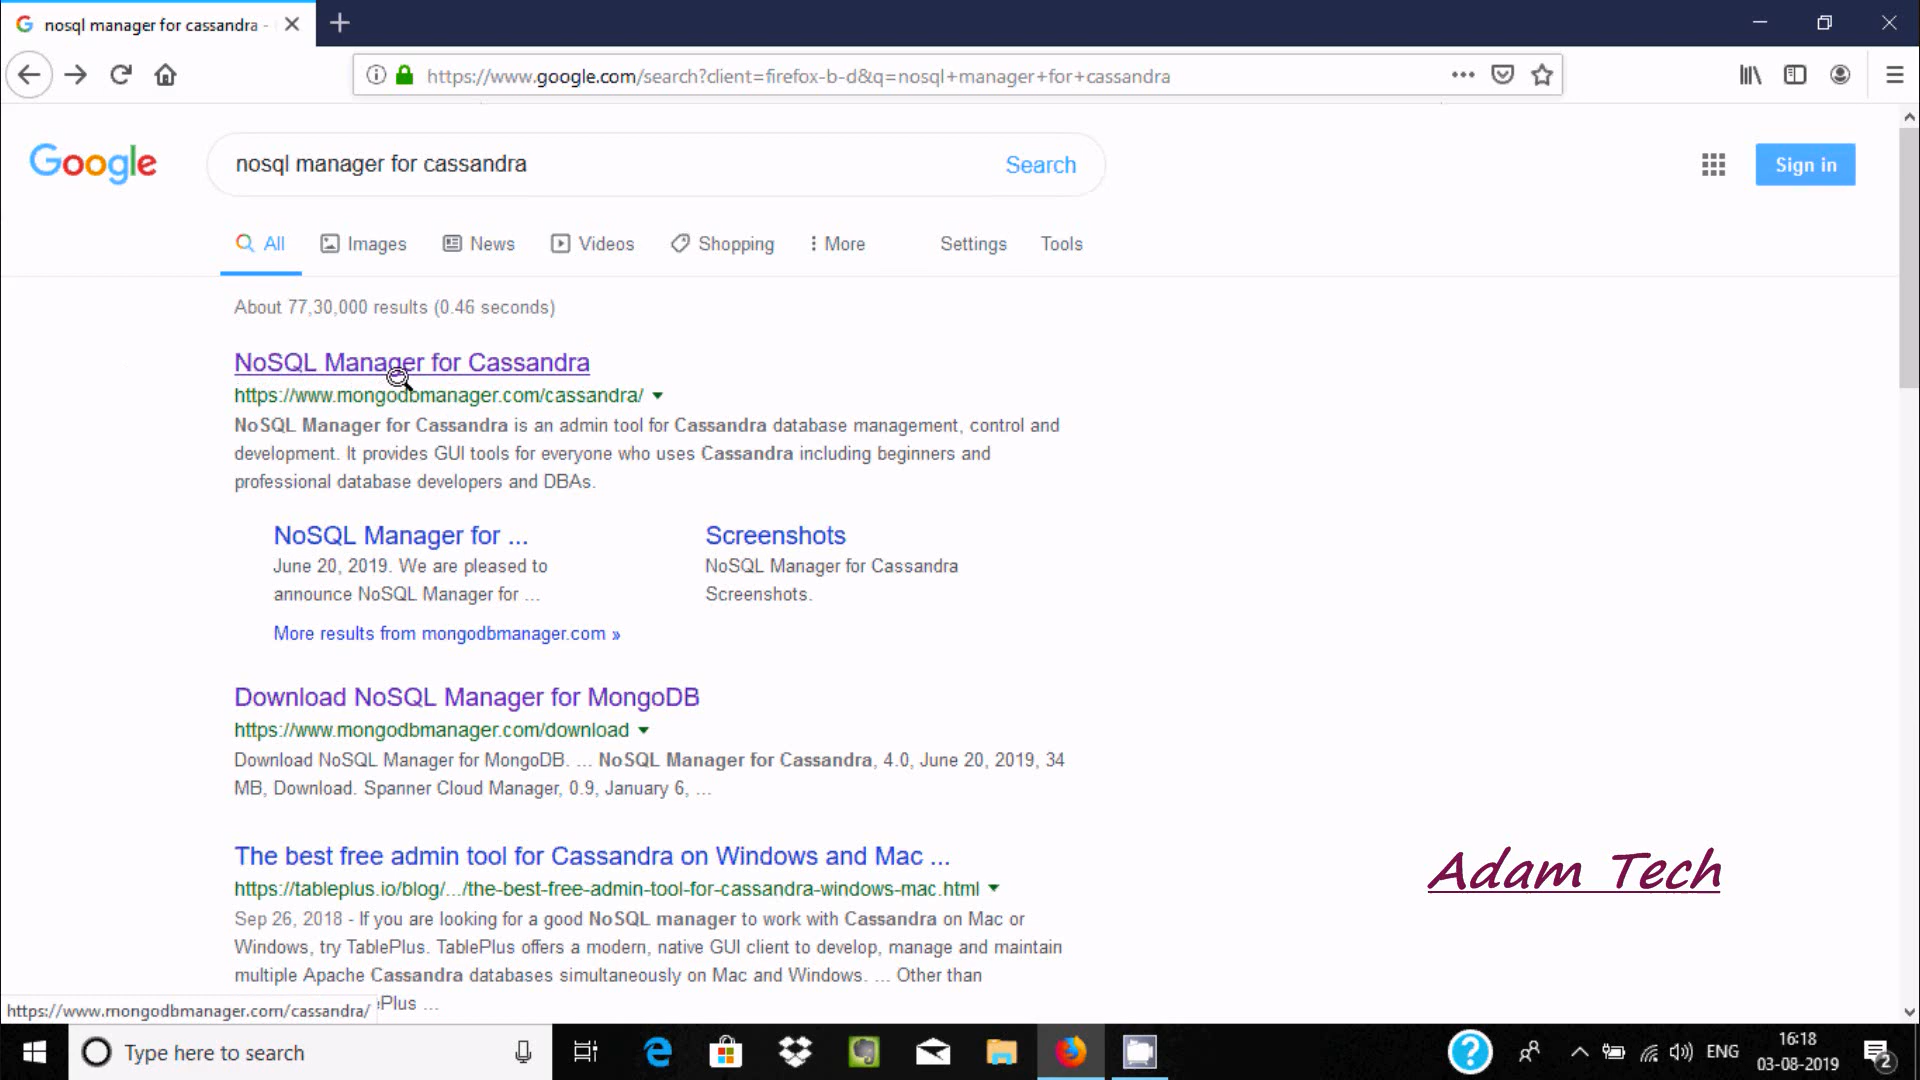 nosql manager for cassandra -
https://www.google.com/search?client=firefox-b-d&q=nosql+manager+for+cassandra
Google
nosql manager for cassandra
Search
Sign in
All
Images
News
Videos
Shopping
More
Settings
Tools
About 77,30,000 results (0.46 seconds)
NoSQL Manager for Cassandra
https://www.mongodbmanager.com/cassandra/
NoSQL Manager for Cassandra is an admin tool for Cassandra database management, control and
development. It provides GUI tools for everyone who uses Cassandra including beginners and
professional database developers and DBAs.
NoSQL Manager for ...
June 20, 2019. We are pleased to
announce NoSQL Manager for ...
Screenshots
NoSQL Manager for Cassandra
Screenshots.
More results from mongodbmanager.com »
Download NoSQL Manager for MongoDB
https://www.mongodbmanager.com/download
Download NoSQL Manager for MongoDB. ... NoSQL Manager for Cassandra, 4.0, June 20, 2019, 34
MB, Download. Spanner Cloud Manager, 0.9, January 6, ...
The best free admin tool for Cassandra on Windows and Mac ...
https://tableplus.io/blog/.../the-best-free-admin-tool-for-cassandra-windows-mac.html
Sep 26, 2018 - If you are looking for a good NoSQL manager to work with Cassandra on Mac or
Windows, try TablePlus. TablePlus offers a modern, native GUI client to develop, manage and maintain
multiple Apache Cassandra databases simultaneously on Mac and Windows. ... Other than
Plus ...
Adam Tech
https://www.mongodbmanager.com/cassandra/
Type here to search
ENG
16:18
03-08-2019
2